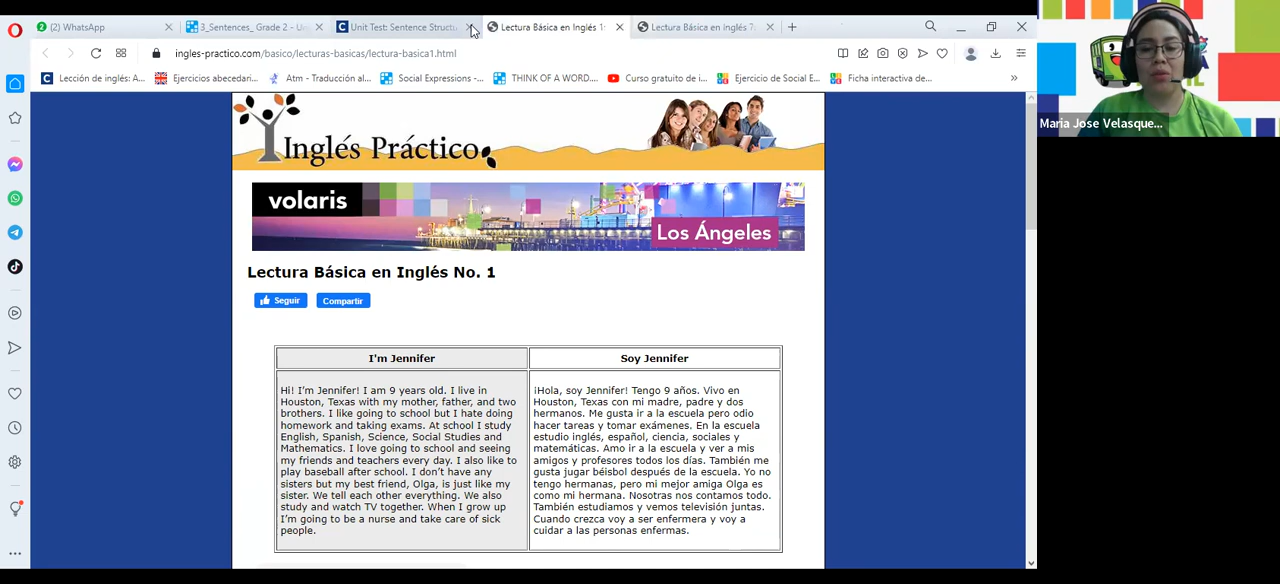 (2) WhatsApp
3_Sentences_ Grade 2 - Un
Unit Test: Sentence Structu
Lectura Básica en Inglés 1:
Lectura Básica en inglés 7:
ingles-practico.com/basico/lecturas-basicas/lectura-basica1.html
Lección de inglés: A...
Ejercicios abecedari...
Atm - Traducción al...
Social Expressions -...
THINK OF A WORD....
Curso gratuito de i...
Ejercicio de Social E...
Ficha interactiva de...
Maria Jose Velasque...
Inglés Práctico
volaris
Los Ángeles
Lectura Básica en Inglés No. 1
Seguir
Compartir
I'm Jennifer
Hi! I'm Jennifer! I am 9 years old. I live in
Houston, Texas with my mother, father, and two
brothers. I like going to school but I hate doing
homework and taking exams. At school I study
English, Spanish, Science, Social Studies and
Mathematics. I love going to school and seeing
my friends and teachers every day. I also like to
play baseball after school. I don't have any
sisters but my best friend, Olga, is just like my
sister. We tell each other everything. We also
study and watch TV together. When I grow up
I'm going to be a nurse and take care of sick
people.
Soy Jennifer
¡Hola, soy Jennifer! Tengo 9 años. Vivo en
Houston, Texas con mi madre, padre y dos
hermanos. Me gusta ir a la escuela pero odio
hacer tareas y tomar exámenes. En la escuela
estudio inglés, español, ciencia, sociales y
matemáticas. Amo ir a la escuela y ver a mis
amigos y profesores todos los días. También me
gusta jugar béisbol después de la escuela. Yo no
tengo hermanas, pero mi mejor amiga Olga es
como mi hermana. Nosotras nos contamos todo.
También estudiamos y vemos televisión juntas.
Cuando crezca voy a ser enfermera y voy a
cuidar a las personas enfermas.